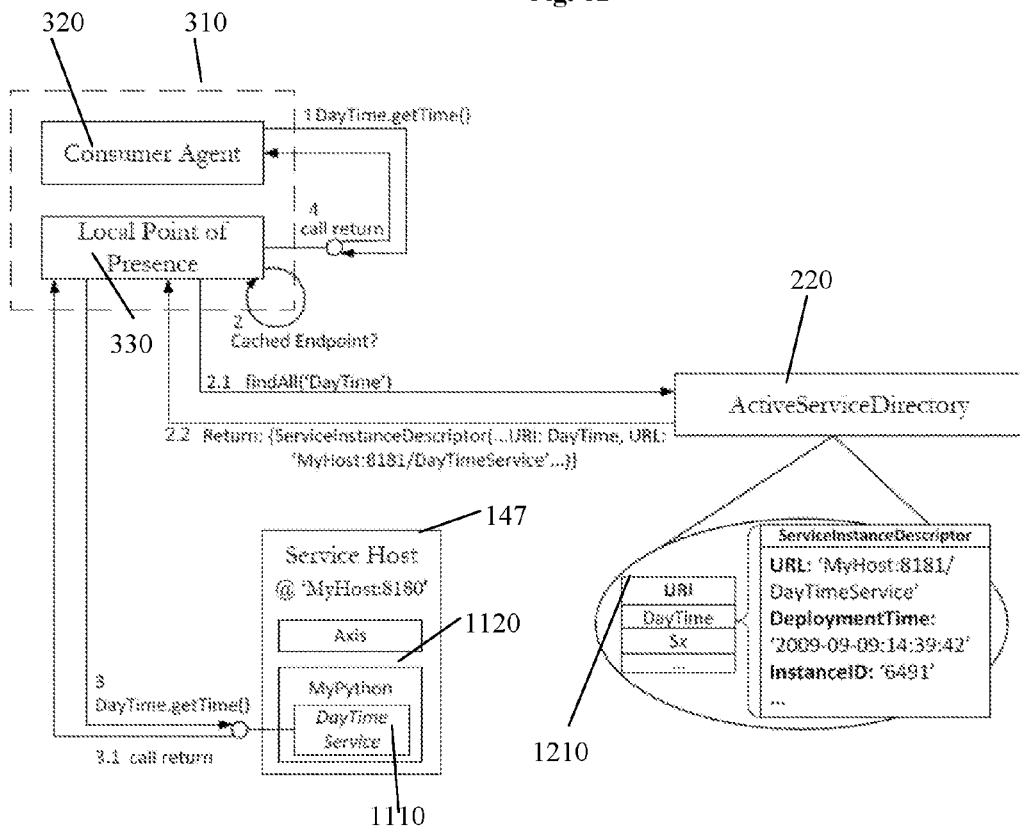 320
310
1 DayTime.getTime()
Consumer Agent
4
call return
Local Point of
Presence
330
2
Cached Endpoint?
220
2.1 findAll('DayTime')
ActiveServiceDirectory
2.2 Return: {ServiceInstanceDescriptor(...URI: DayTime, URL:
'MyHost:8181/DayTimeService'...)}
147
Service Host
@ 'MyHost:8180'
Axis
1120
MyPython
DayTime
Service
3
DayTime.getTime()
3.1 call return
1110
ServiceInstanceDescriptor
URL: 'MyHost:8181/
DayTimeService'
DeploymentTime:
'2009-09-09:14:39:42'
InstanceID: '6491'
...
URI
DayTime
Sx
...
1210